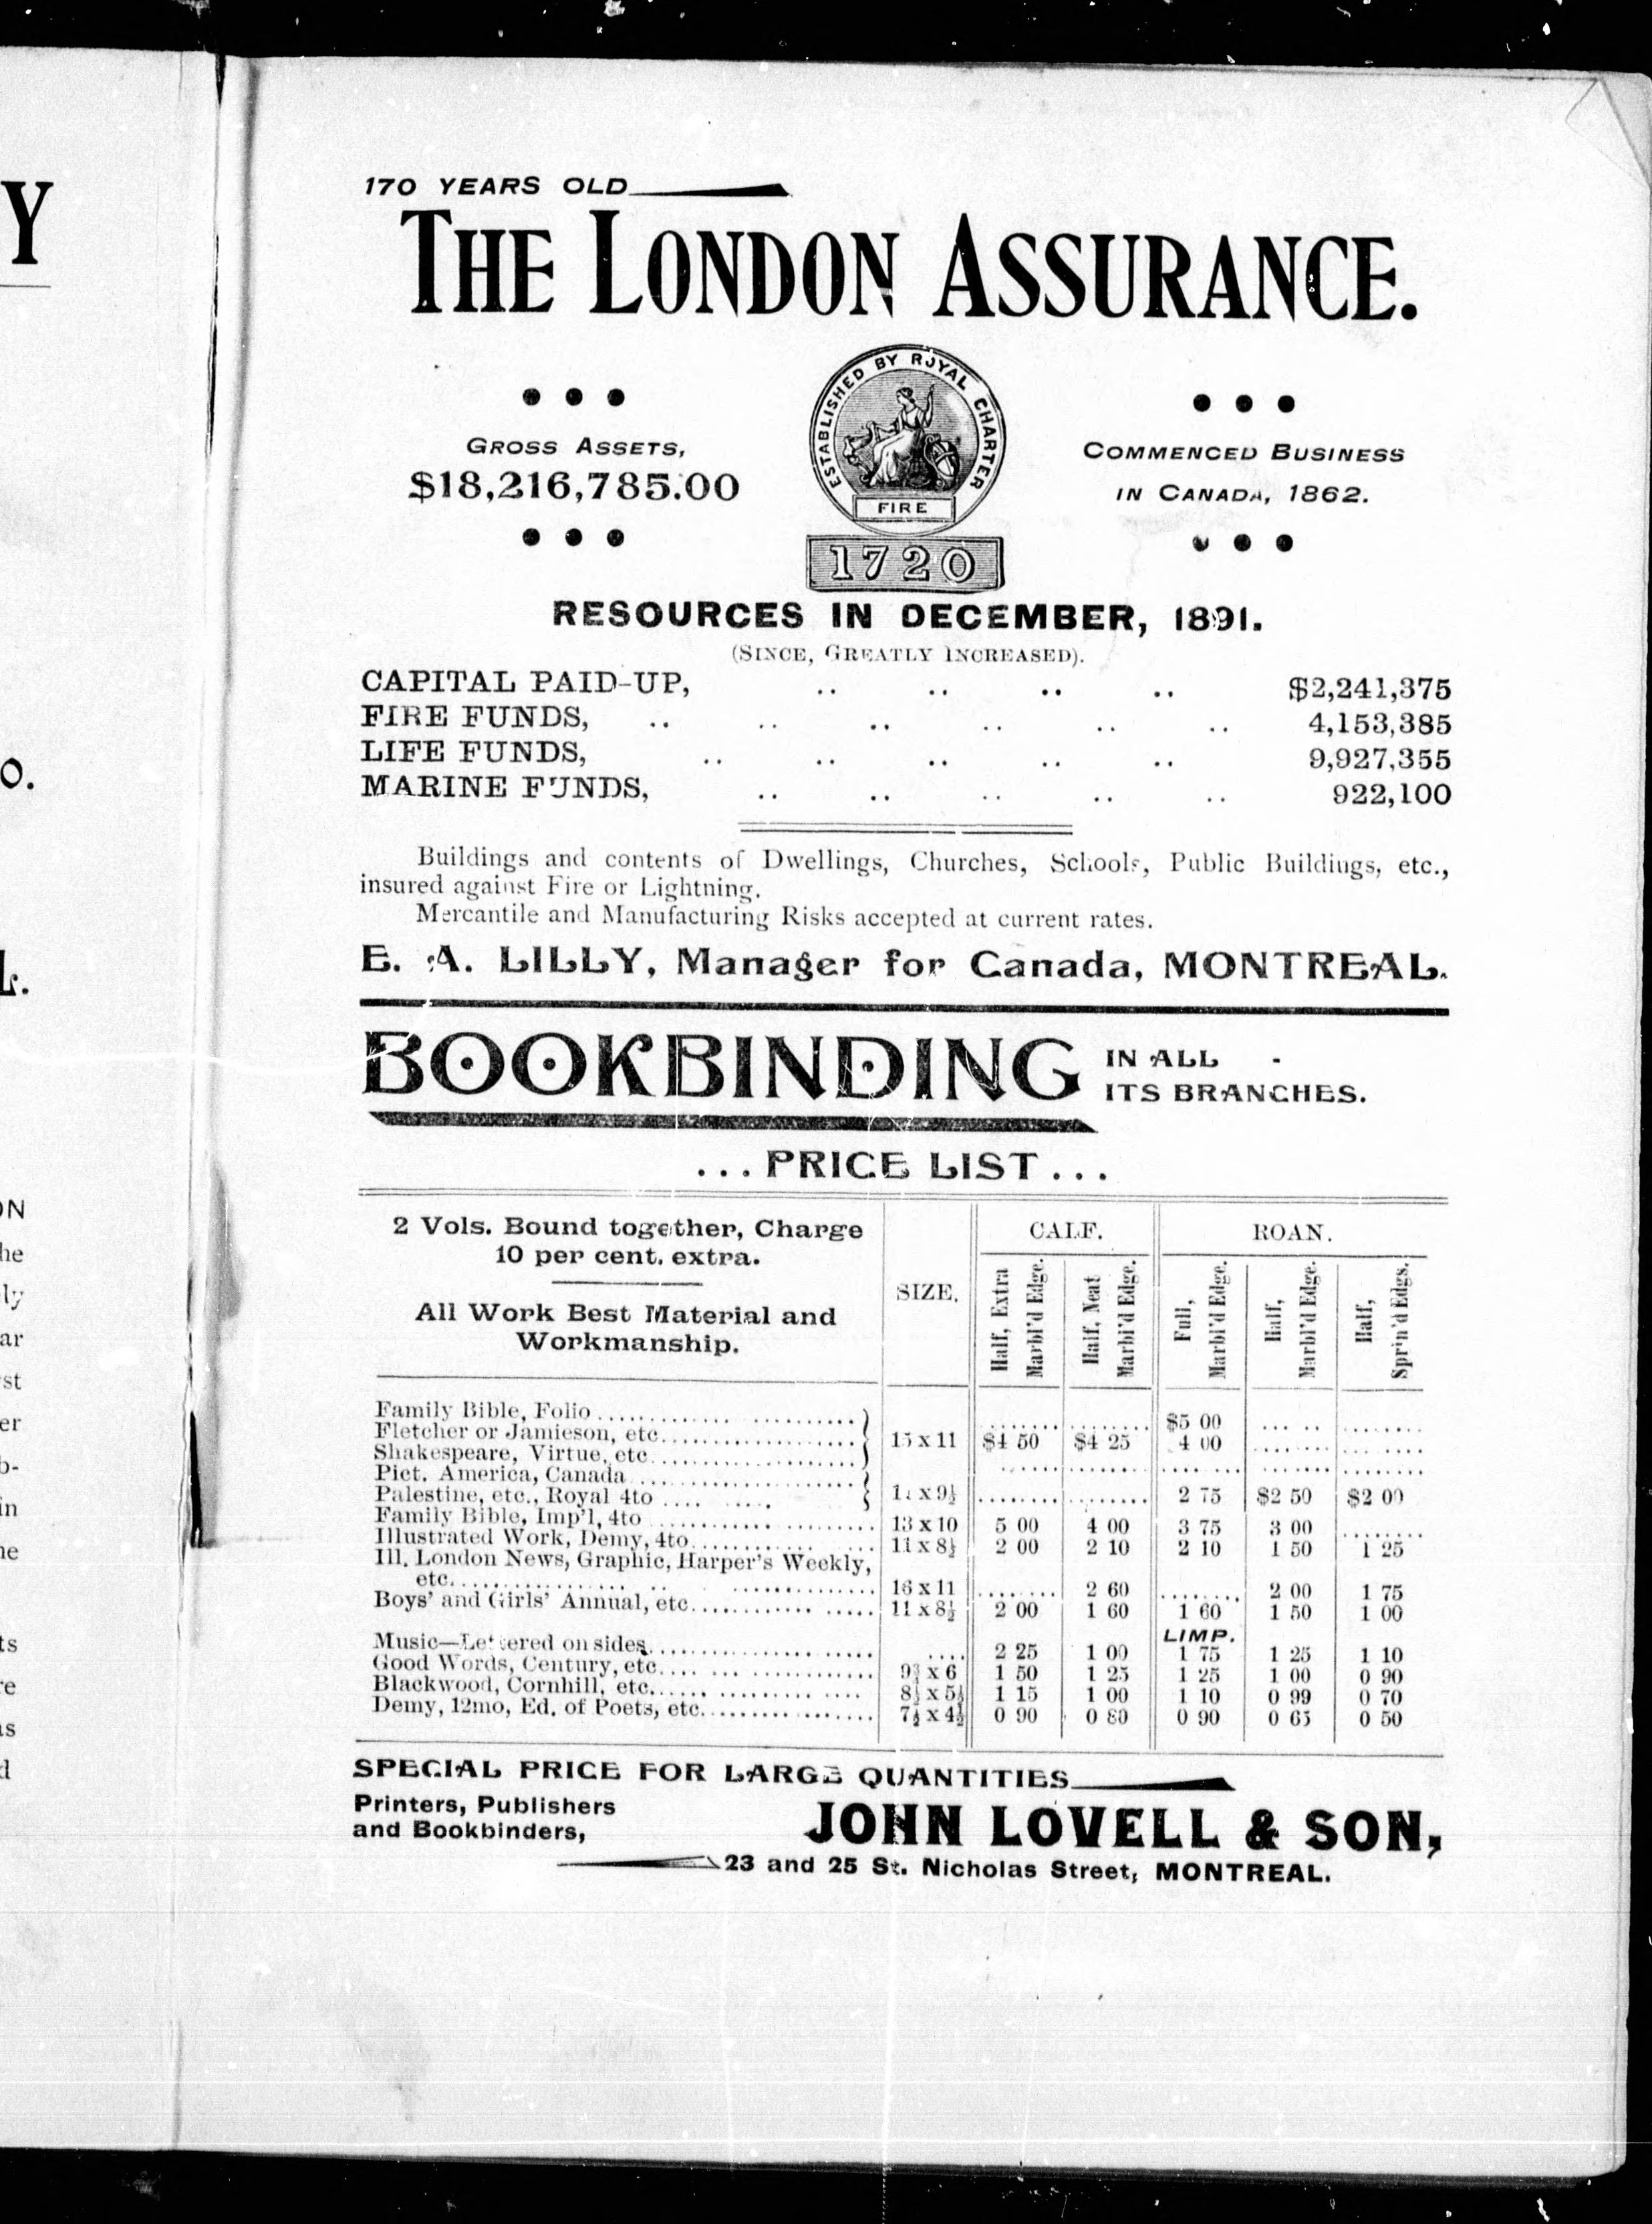 170 YEARS OLD
THE LONDON ASSURANCE.
GROSS ASSETS,
$18,216,785.00
ESTABLISHED BY ROYAL CHARTER
FIRE
1720
COMMENCED BUSINESS
IN CANADA, 1862.
RESOURCES IN DECEMBER, 1891.
(SINCE, GREATLY INCREASED).
CAPITAL PAID-UP, .. .. .. .. $2,241,375
FIRE FUNDS, .. .. .. .. .. .. 4,153,385
LIFE FUNDS, .. .. .. .. .. 9,927,355
MARINE FUNDS, .. .. .. .. .. 922,100
Buildings and contents of Dwellings, Churches, Schools, Public Buildings, etc.,
insured against Fire or Lightning.
Mercantile and Manufacturing Risks accepted at current rates.
E. A. LILLY, Manager for Canada, MONTREAL.
BOOKBINDING IN ALL -
ITS BRANCHES.
... PRICE LIST ...
2 Vols. Bound together, Charge
10 per cent. extra.
All Work Best Material and
Workmanship.
SIZE.
CALF.
ROAN.
Half, Extra
Marbl'd Edge.
Half, Neat
Marbl'd Edge.
Full,
Marbl'd Edge.
Half,
Marbl'd Edge.
Half,
Sprin'd Edgs.
Family Bible, Folio $5 00
Fletcher or Jamieson, etc 15 x 11 $4 50 $4 25 4 00
Shakespeare, Virtue, etc
Pict. America, Canada
Palestine, etc., Royal 4to 2 75 $2 50 $2 00
Family Bible, Imp'l, 4to 13 x 10 5 00 4 00 3 75 3 00
Illustrated Work, Demy, 4to 11 x 8½ 2 00 2 10 2 10 1 50 1 25
Ill. London News, Graphic, Harper's Weekly,
etc. 16 x 11 2 60 2 00 1 75
Boys' and Girls' Annual, etc 11 x 8½ 2 00 1 60 1 60 1 50 1 00
LIMP.
Music—Lettered on sides 2 25 1 00 1 75 1 25 1 10
Good Words, Century, etc 1 50 1 25 1 25 1 00 0 90
Blackwood, Cornhill, etc 1 15 1 00 1 10 0 99 0 70
Demy, 12mo, Ed. of Poets, etc 7½ x 4½ 0 90 0 80 0 90 0 65 0 50
SPECIAL PRICE FOR LARGE QUANTITIES
Printers, Publishers
and Bookbinders,
JOHN LOVELL & SON,
23 and 25 St. Nicholas Street, MONTREAL.